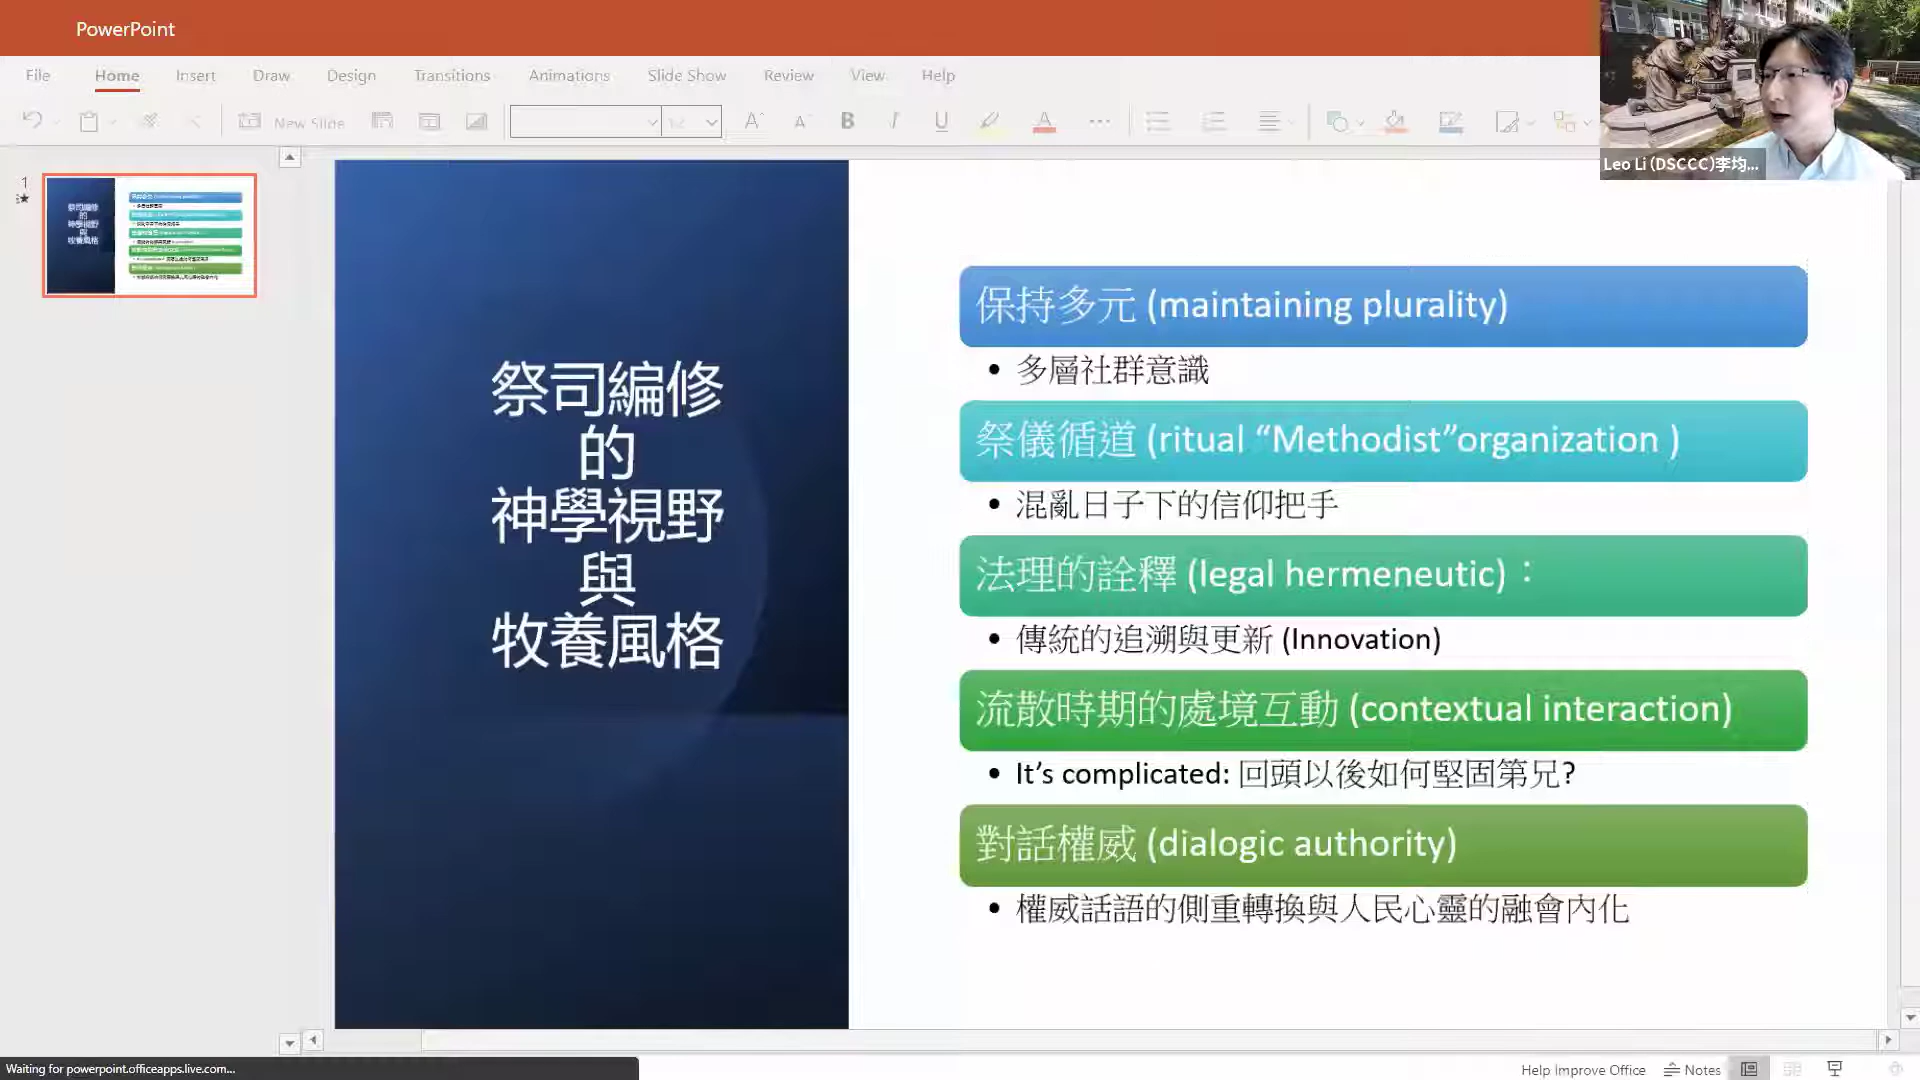 PowerPoint
File Home Insert Draw Design Transitions Animations Slide Show Review View Help
New Slide
Leo Li (DSCCC)李均...
1
祭司編修
的
神學視野
與
牧養風格
保持多元 (maintaining plurality)
• 多層社群意識
祭儀循道 (ritual “Methodist”organization )
• 混亂日子下的信仰把手
法理的詮釋 (legal hermeneutic)：
• 傳統的追溯與更新 (Innovation)
流散時期的處境互動 (contextual interaction)
• It’s complicated: 回頭以後如何堅固第兄?
對話權威 (dialogic authority)
• 權威話語的側重轉換與人民心靈的融會內化
Waiting for powerpoint.officeapps.live.com...
Help Improve Office Notes